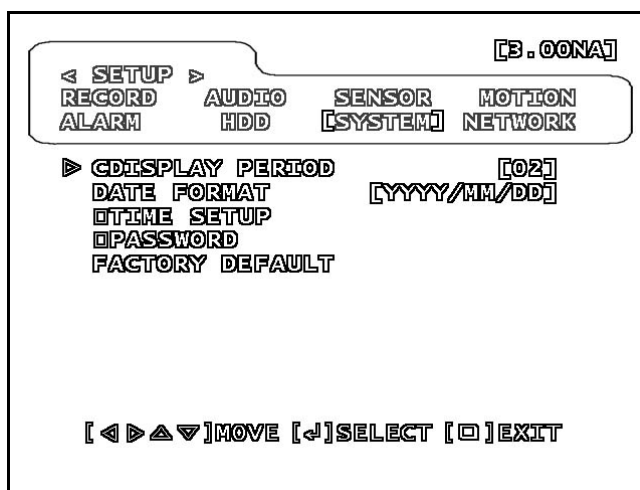 [3.00NA]
< SETUP >
RECORD AUDIO SENSOR MOTION
ALARM HDD [SYSTEM] NETWORK
▷ CDISPLAY PERIOD [02]
DATE FORMAT [YYYY/MM/DD]
□TIME SETUP
□PASSWORD
FACTORY DEFAULT
[◁▷△▽]MOVE [↲]SELECT [□]EXIT